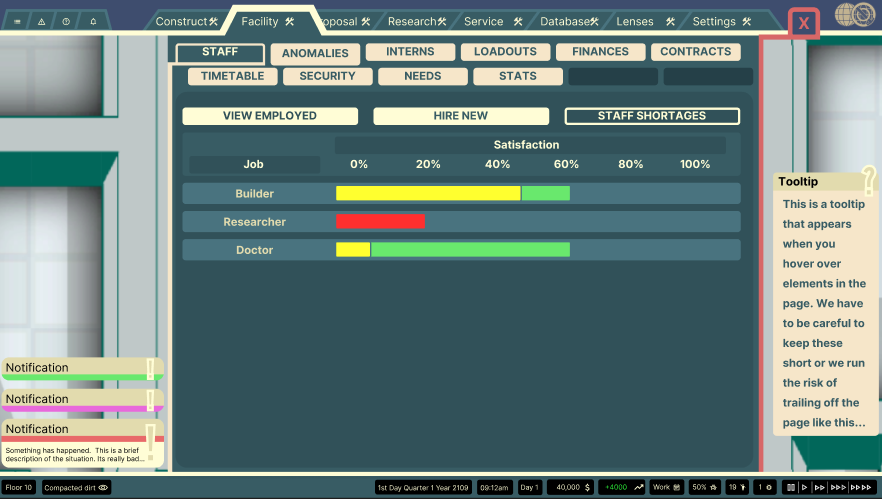 Construct
Facility
oposal
Research
Service
Database
Lenses
Settings
X
STAFF
ANOMALIES
INTERNS
LOADOUTS
FINANCES
CONTRACTS
TIMETABLE
SECURITY
NEEDS
STATS
VIEW EMPLOYED
HIRE NEW
STAFF SHORTAGES
Satisfaction
Job
0%
20%
40%
60%
80%
100%
Builder
Researcher
Doctor
Tooltip
This is a tooltip
that appears
when you
hover over
elements in the
page. We have
to be careful to
keep these
short or we run
the risk of
trailing off the
page like this...
Notification
Notification
Notification
Something has happened. This is a brief
description of the situation. Its really bad...
Floor 10
Compacted dirt
1st Day Quarter 1 Year 2109
09:12am
Day 1
40,000 $
+4000
Work
50%
19
1